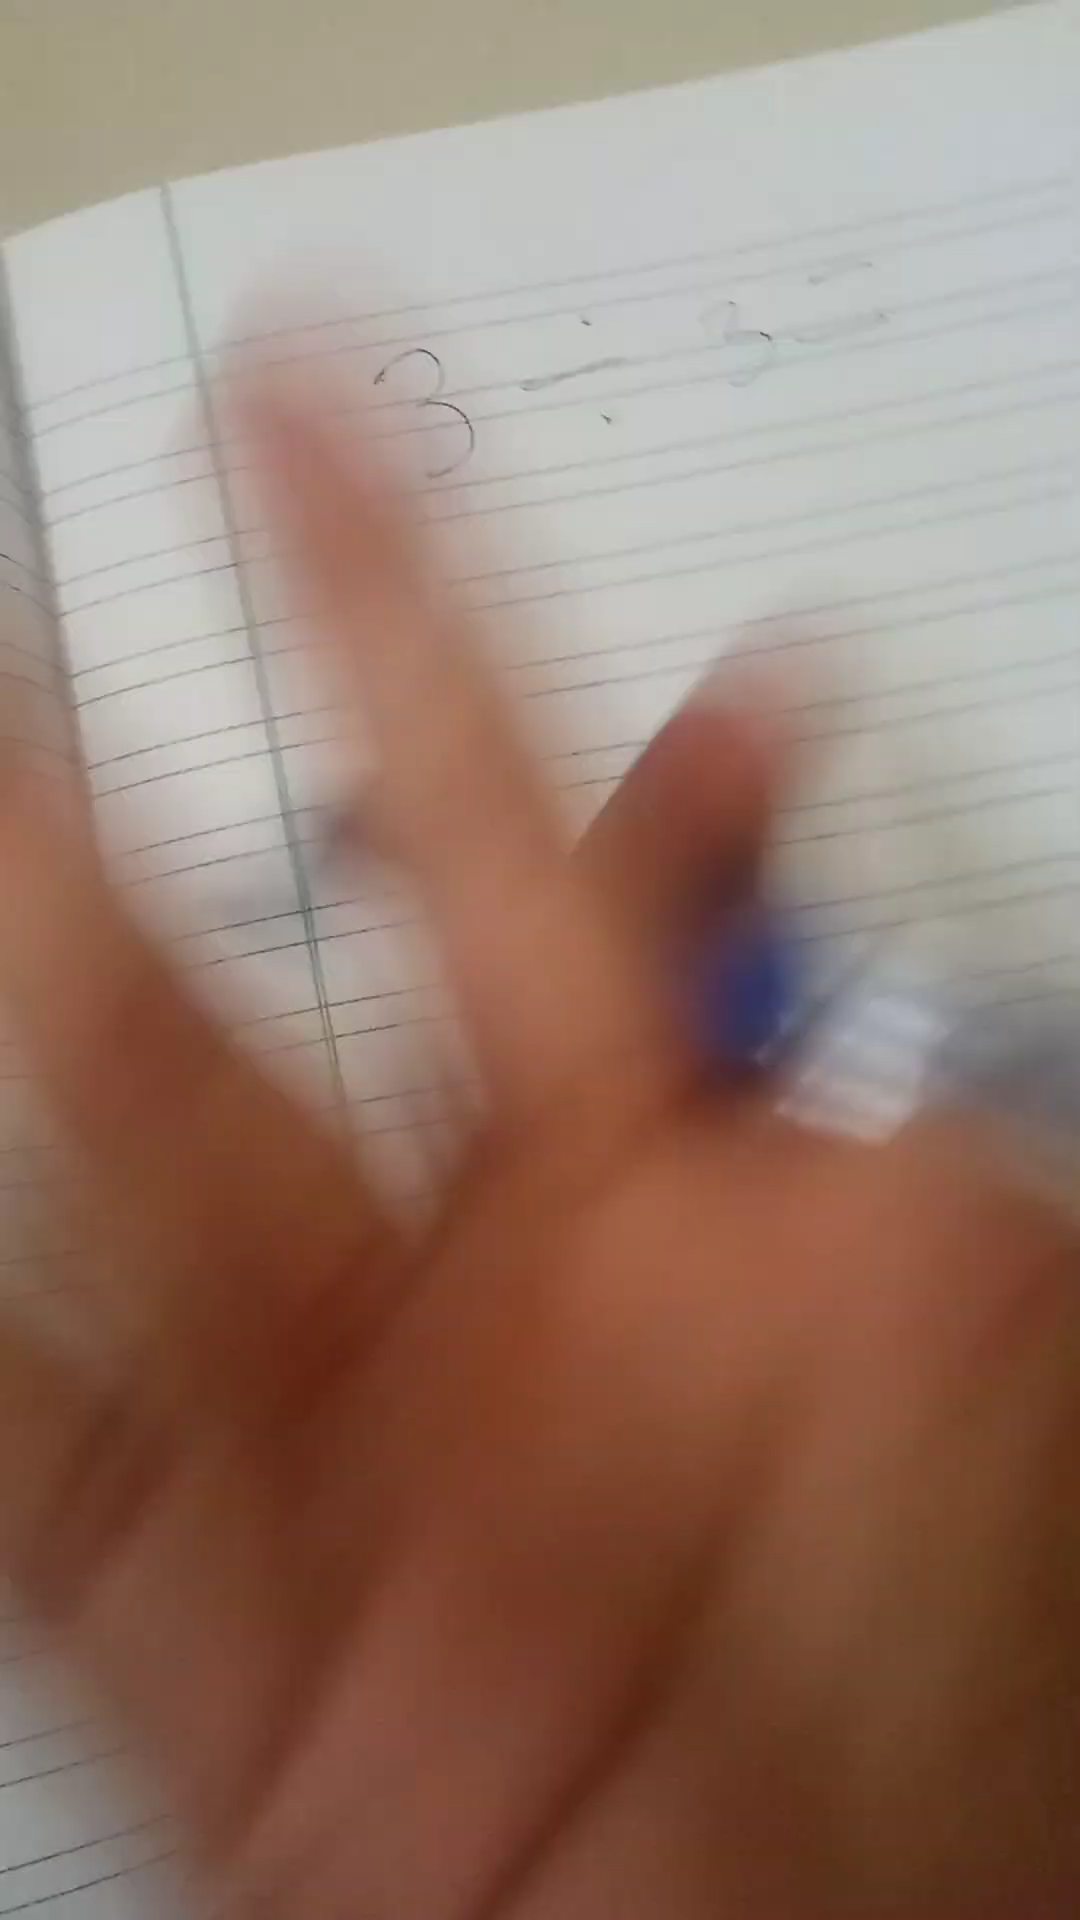 3 ÷ 3 =